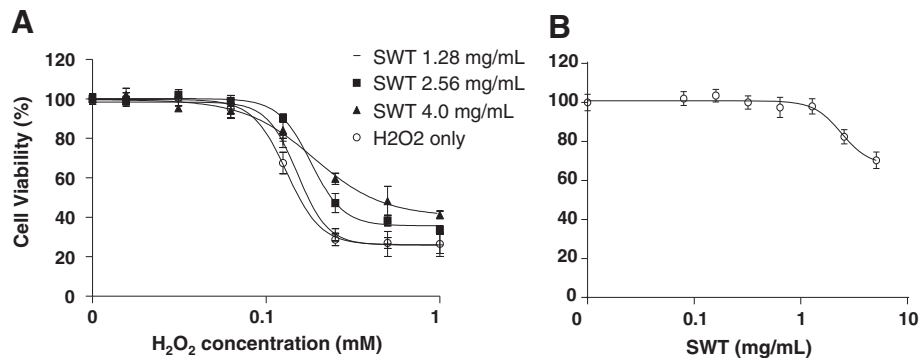 A
B
SWT 1.28 mg/mL
SWT 2.56 mg/mL
SWT 4.0 mg/mL
H2O2 only
Cell Viability (%)
120
100
80
60
40
20
0
0
0.1
1
H₂O₂ concentration (mM)
120
100
80
60
40
20
0
0
0.1
1
10
SWT (mg/mL)